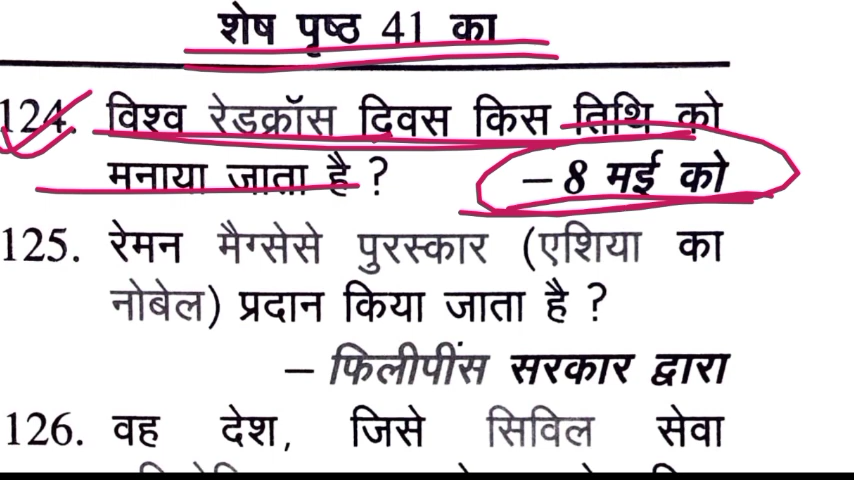 शेष पृष्ठ 41 का
124. विश्व रेडक्रॉस दिवस किस तिथि को
मनाया जाता है ? – 8 मई को
125. रेमन मैग्सेसे पुरस्कार (एशिया का
नोबेल) प्रदान किया जाता है ?
– फिलीपींस सरकार द्वारा
126. वह देश, जिसे सिविल सेवा